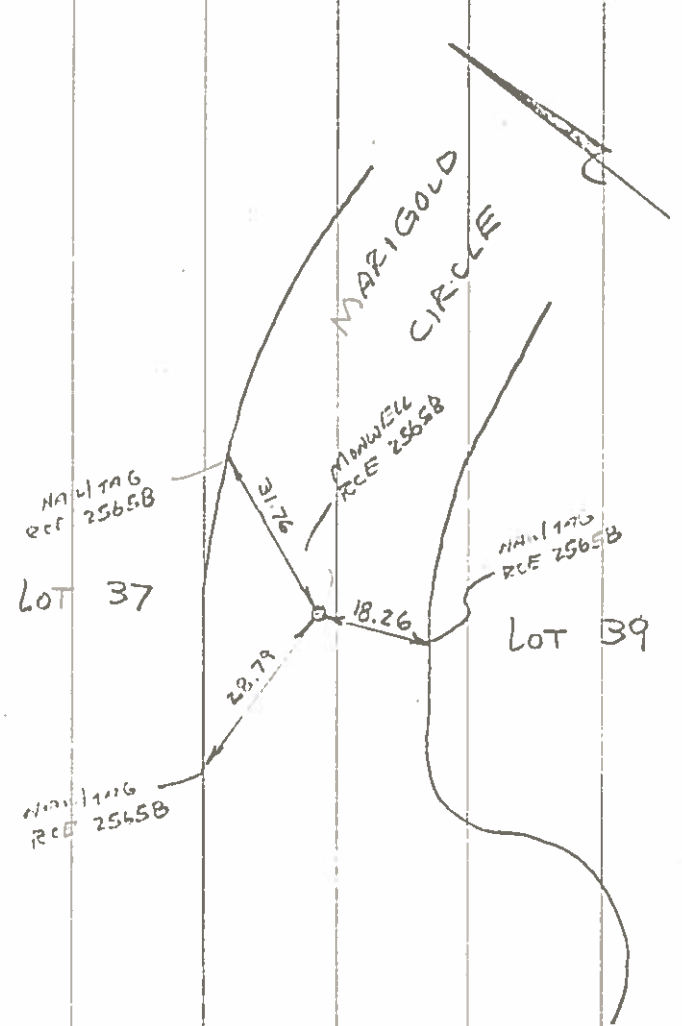 MARIGOLD
CIRCLE
MONWELL
RCE 25658
NAIL/TAG
RCE 25658
31.76
NAIL/TAG
RCE 25658
LOT 37
18.26
LOT 39
28.79
NAIL/TAG
RCE 25658